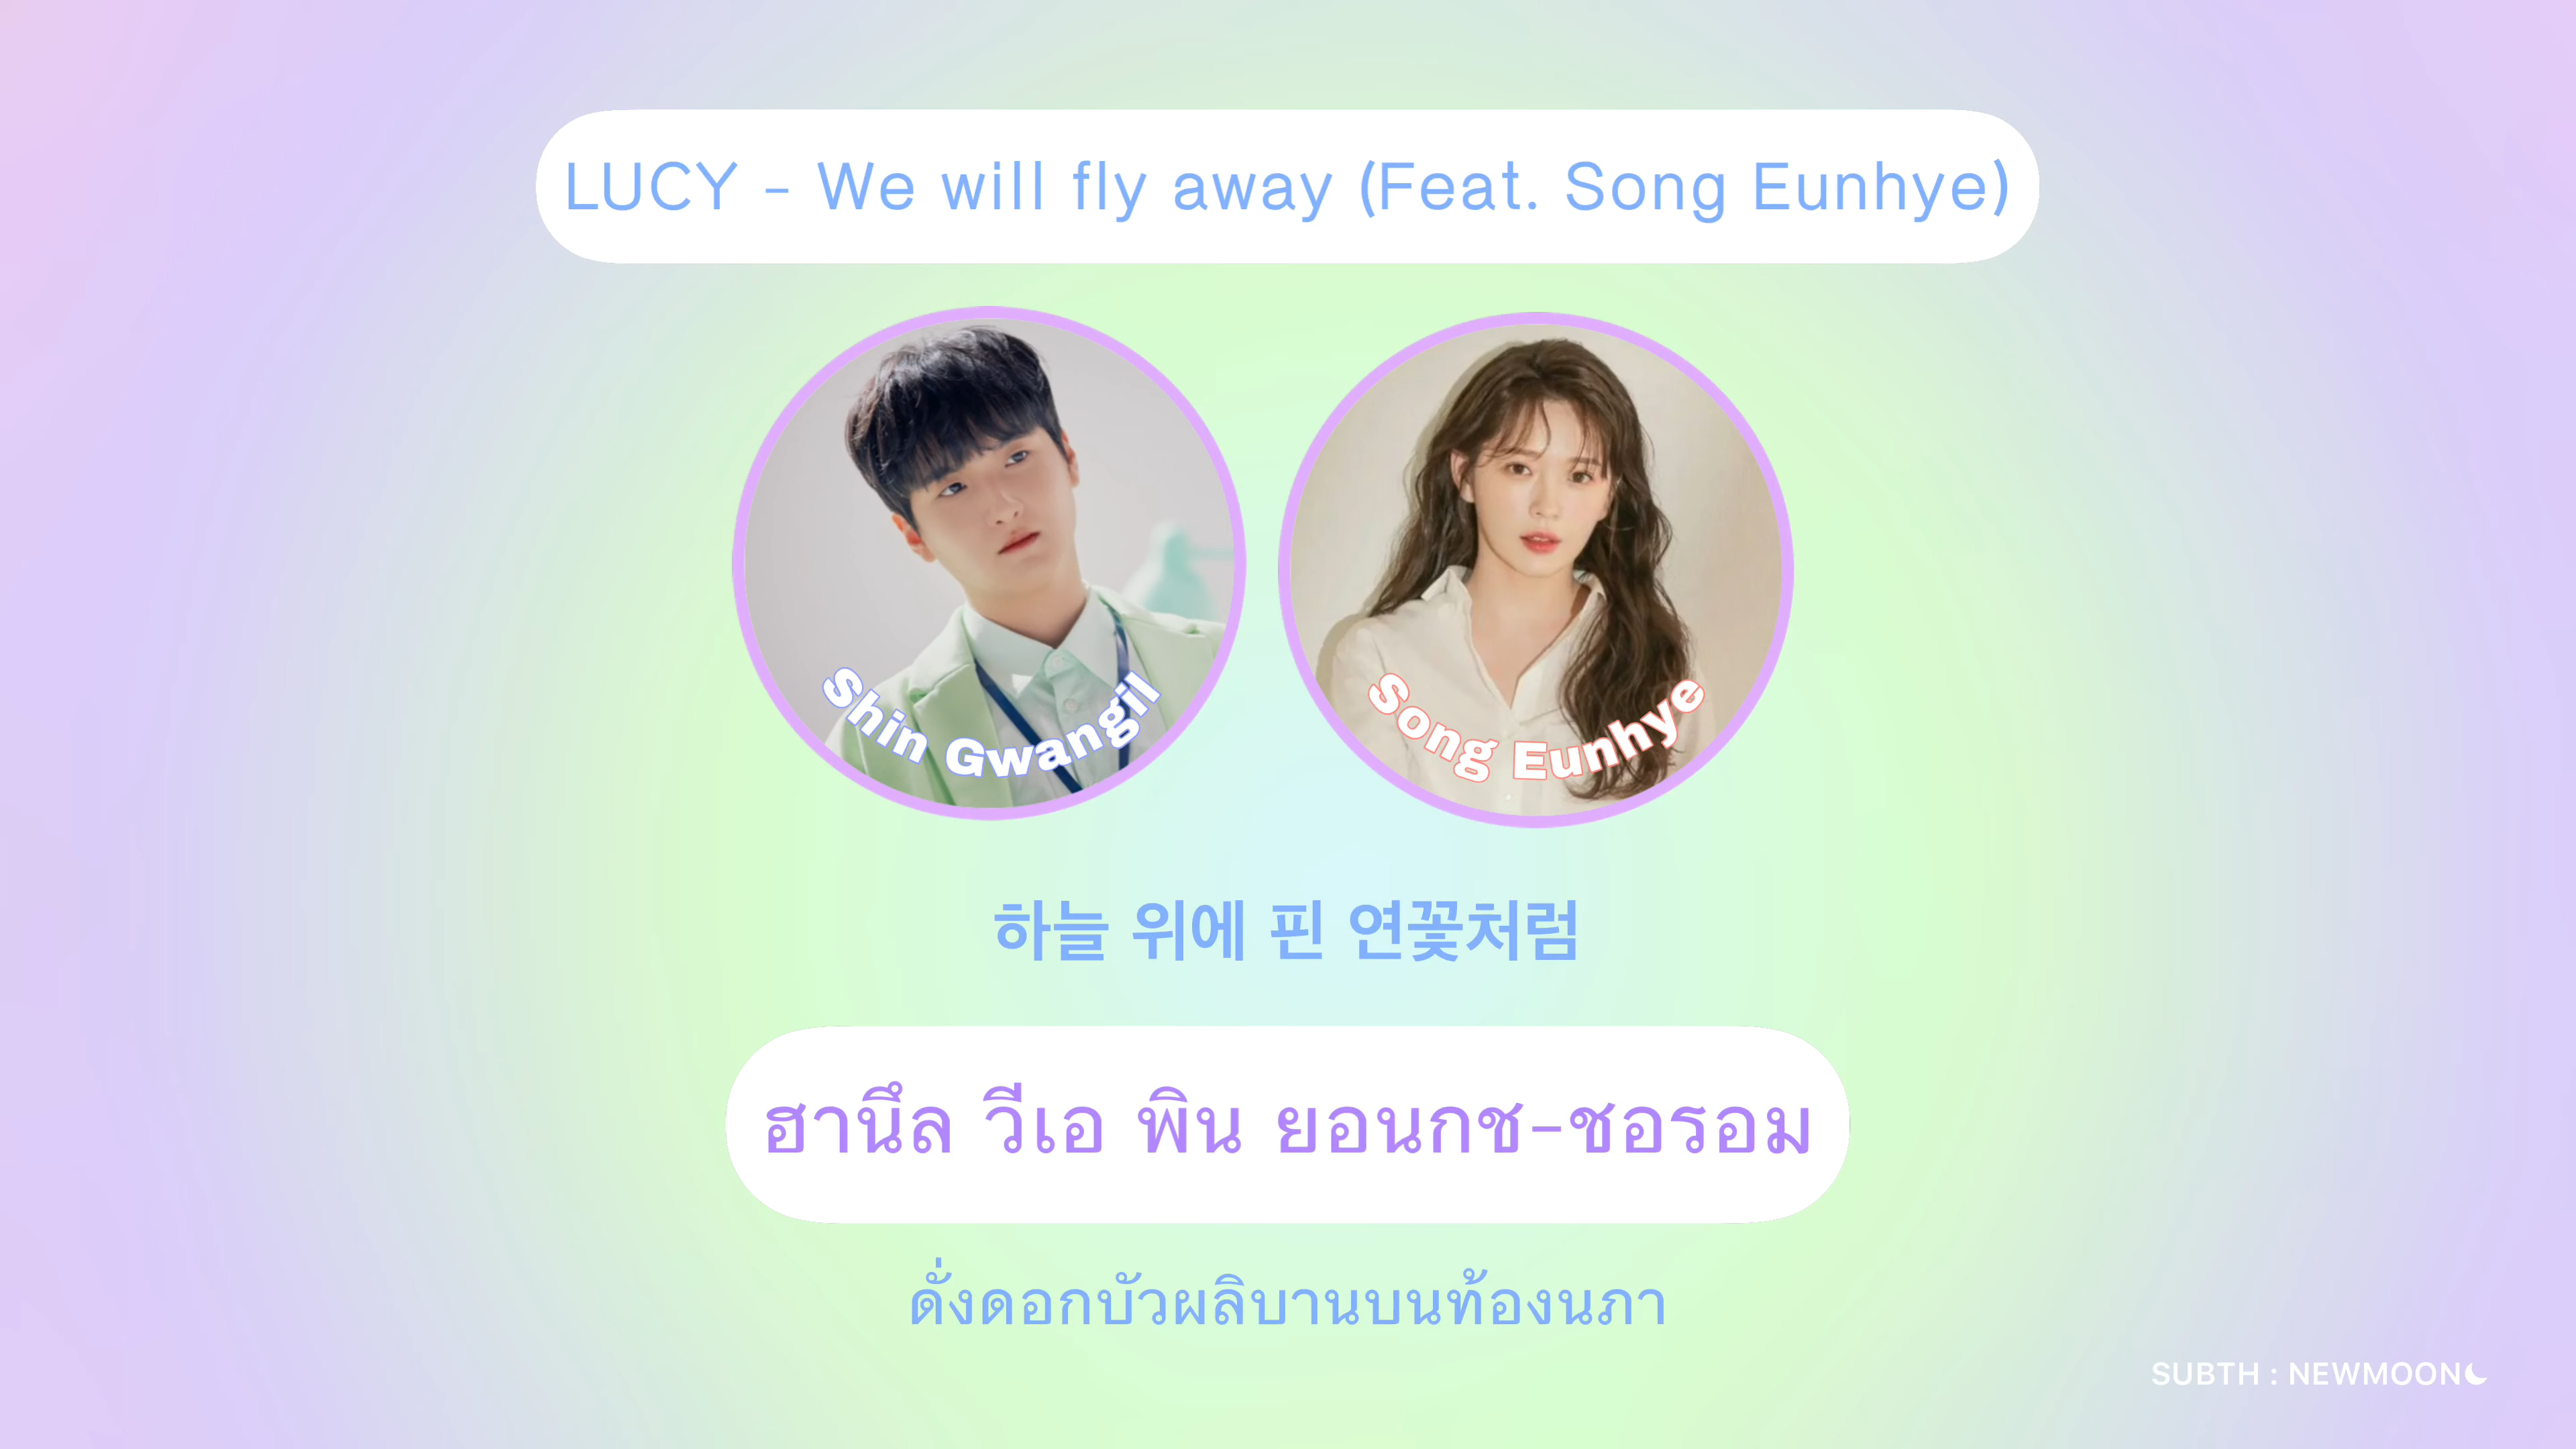 LUCY - We will fly away (Feat. Song Eunhye)
Shin Gwangil
Song Eunhye
하늘 위에 핀 연꽃처럼
ฮานึล วีเอ พิน ยอนกช-ชอรอม
ดั่งดอกบัวผลิบานบนท้องนภา
SUBTH : NEWMOON